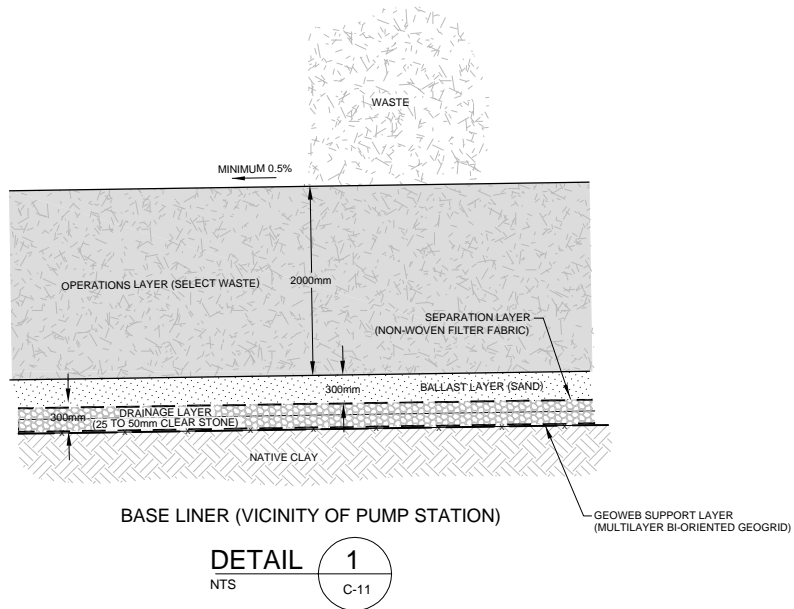 WASTE
MINIMUM 0.5%
OPERATIONS LAYER (SELECT WASTE)
2000mm
SEPARATION LAYER
(NON-WOVEN FILTER FABRIC)
300mm
BALLAST LAYER (SAND)
300mm
DRAINAGE LAYER
(25 TO 50mm CLEAR STONE)
NATIVE CLAY
GEOWEB SUPPORT LAYER
(MULTILAYER BI-ORIENTED GEOGRID)
BASE LINER (VICINITY OF PUMP STATION)
DETAIL 1
NTS C-11